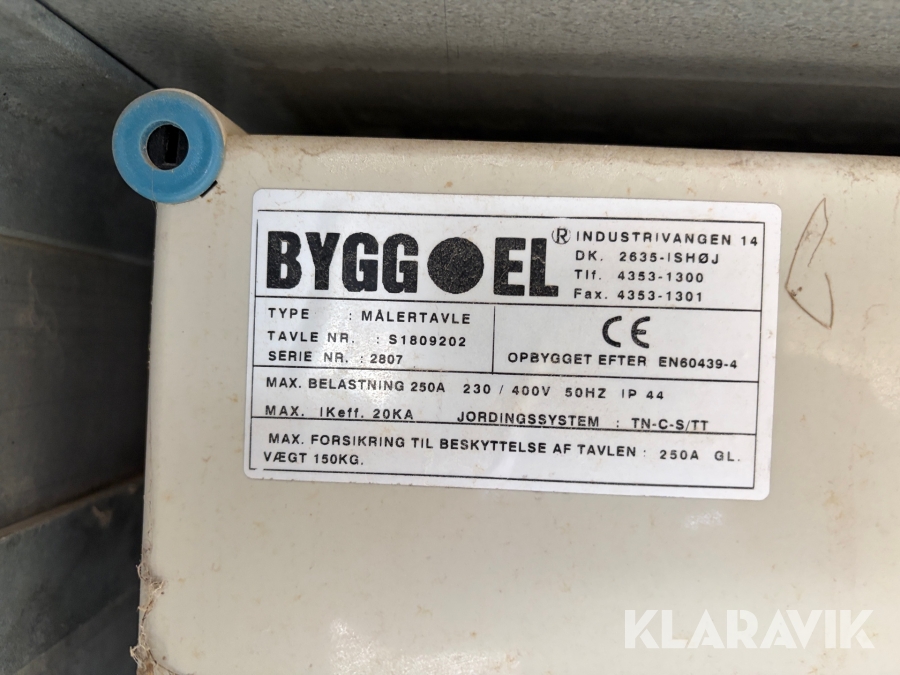 BYGG EL®
INDUSTRIVANGEN 14
DK. 2635-ISHØJ
Tlf. 4353-1300
Fax. 4353-1301
TYPE : MÅLERTAVLE
TAVLE NR. : S1809202
SERIE NR. : 2807
CE
OPBYGGET EFTER EN60439-4
MAX. BELASTNING 250A 230 / 400V 50HZ IP 44
MAX. IKeff. 20KA JORDINGSSYSTEM : TN-C-S/TT
MAX. FORSIKRING TIL BESKYTTELSE AF TAVLEN : 250A GL.
VÆGT 150KG.
KLARAVIK